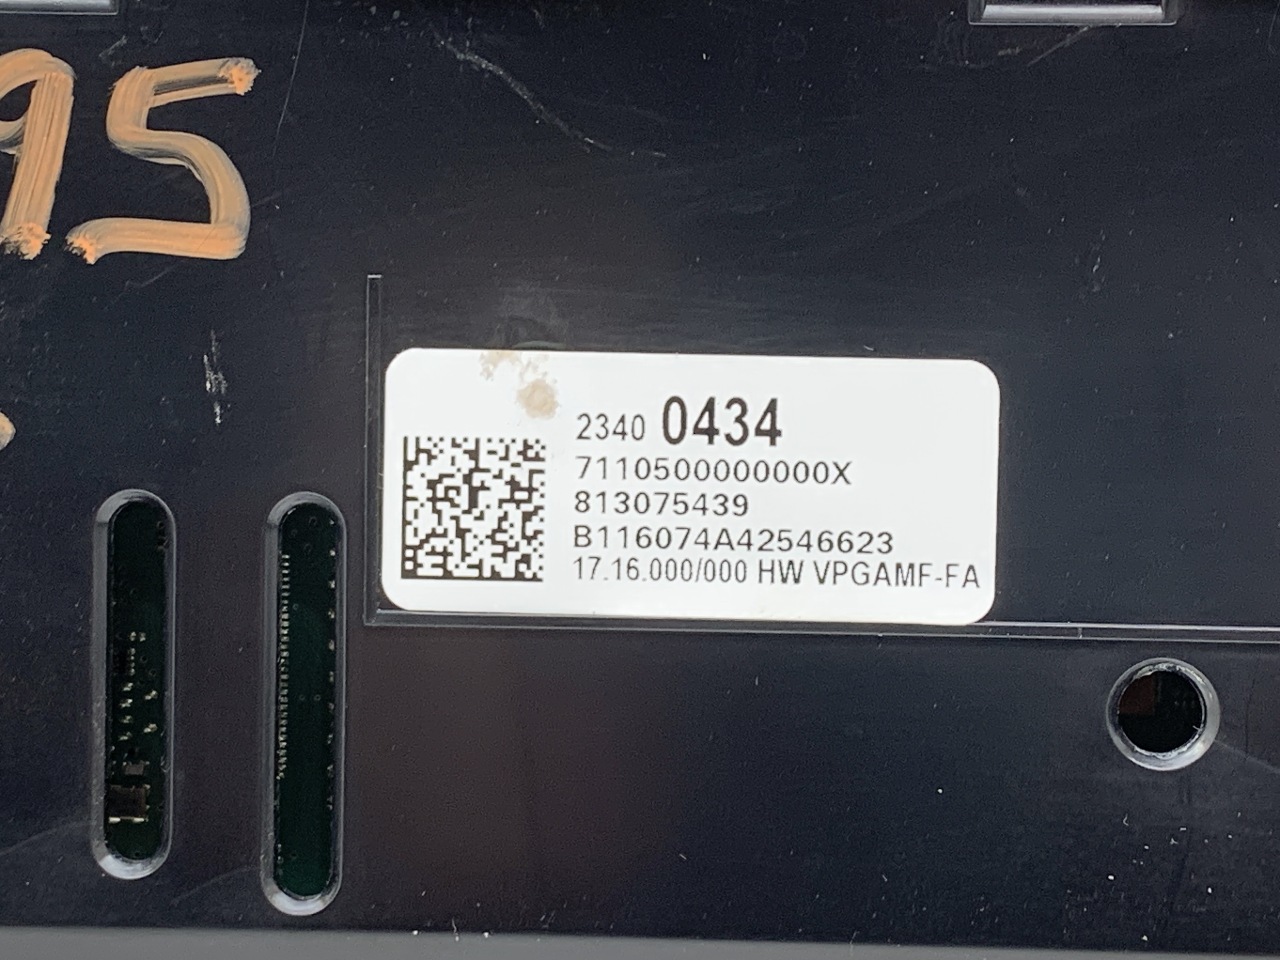 95
2340 0434
7110500000000X
813075439
B116074A42546623
17.16.000/000 HW VPGAMF-FA